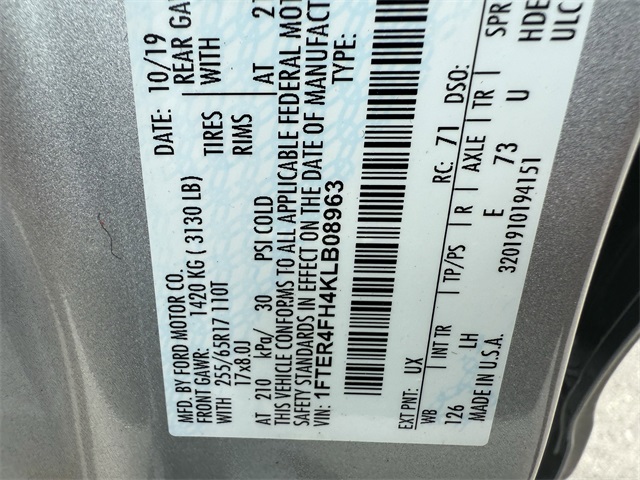 MFD. BY FORD MOTOR CO.
DATE: 10/19
FRONT GAWR: 1420 KG ( 3130 LB)
REAR GAW
WITH 255/65R17 110T TIRES WITH
17x8.0J RIMS
AT 210 kPa/ 30 PSI COLD AT 21
THIS VEHICLE CONFORMS TO ALL APPLICABLE FEDERAL MOT
SAFETY STANDARDS IN EFFECT ON THE DATE OF MANUFACT
VIN: 1FTER4FH4KLB08963 TYPE:
EXT PNT: UX RC: 71 DSO:
WB INT TR TP/PS R AXLE TR SPR
126 LH E 73 U HDE
MADE IN U.S.A. 3201910194151 ULC